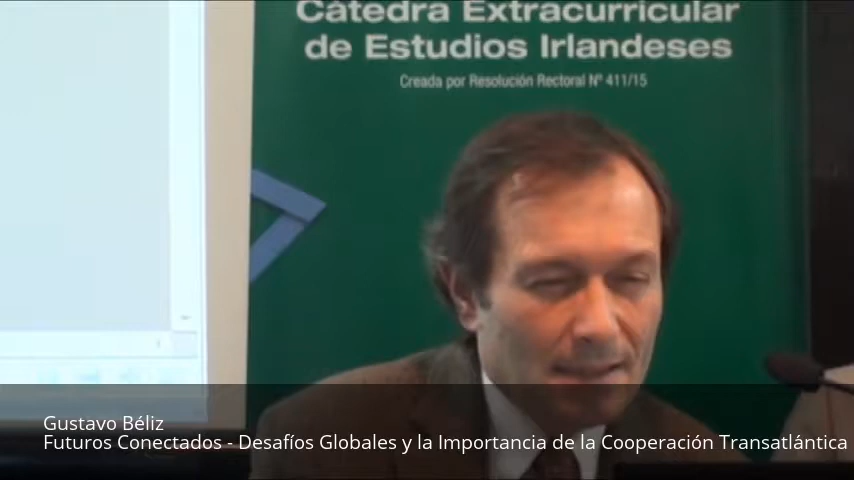 Cátedra Extracurricular
de Estudios Irlandeses
Creada por Resolución Rectoral Nº 411/15
Gustavo Béliz
Futuros Conectados - Desafíos Globales y la Importancia de la Cooperación Transatlántica